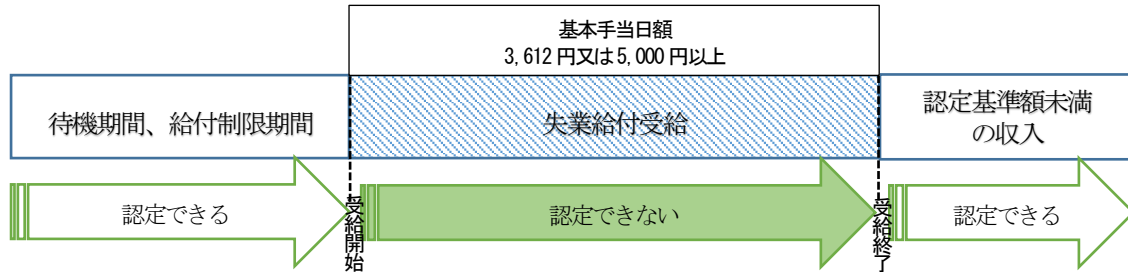 基本手当日額
3,612円又は5,000円以上
待機期間、給付制限期間
失業給付受給
認定基準額未満
の収入
認定できる
受給開始
認定できない
受給終了
認定できる